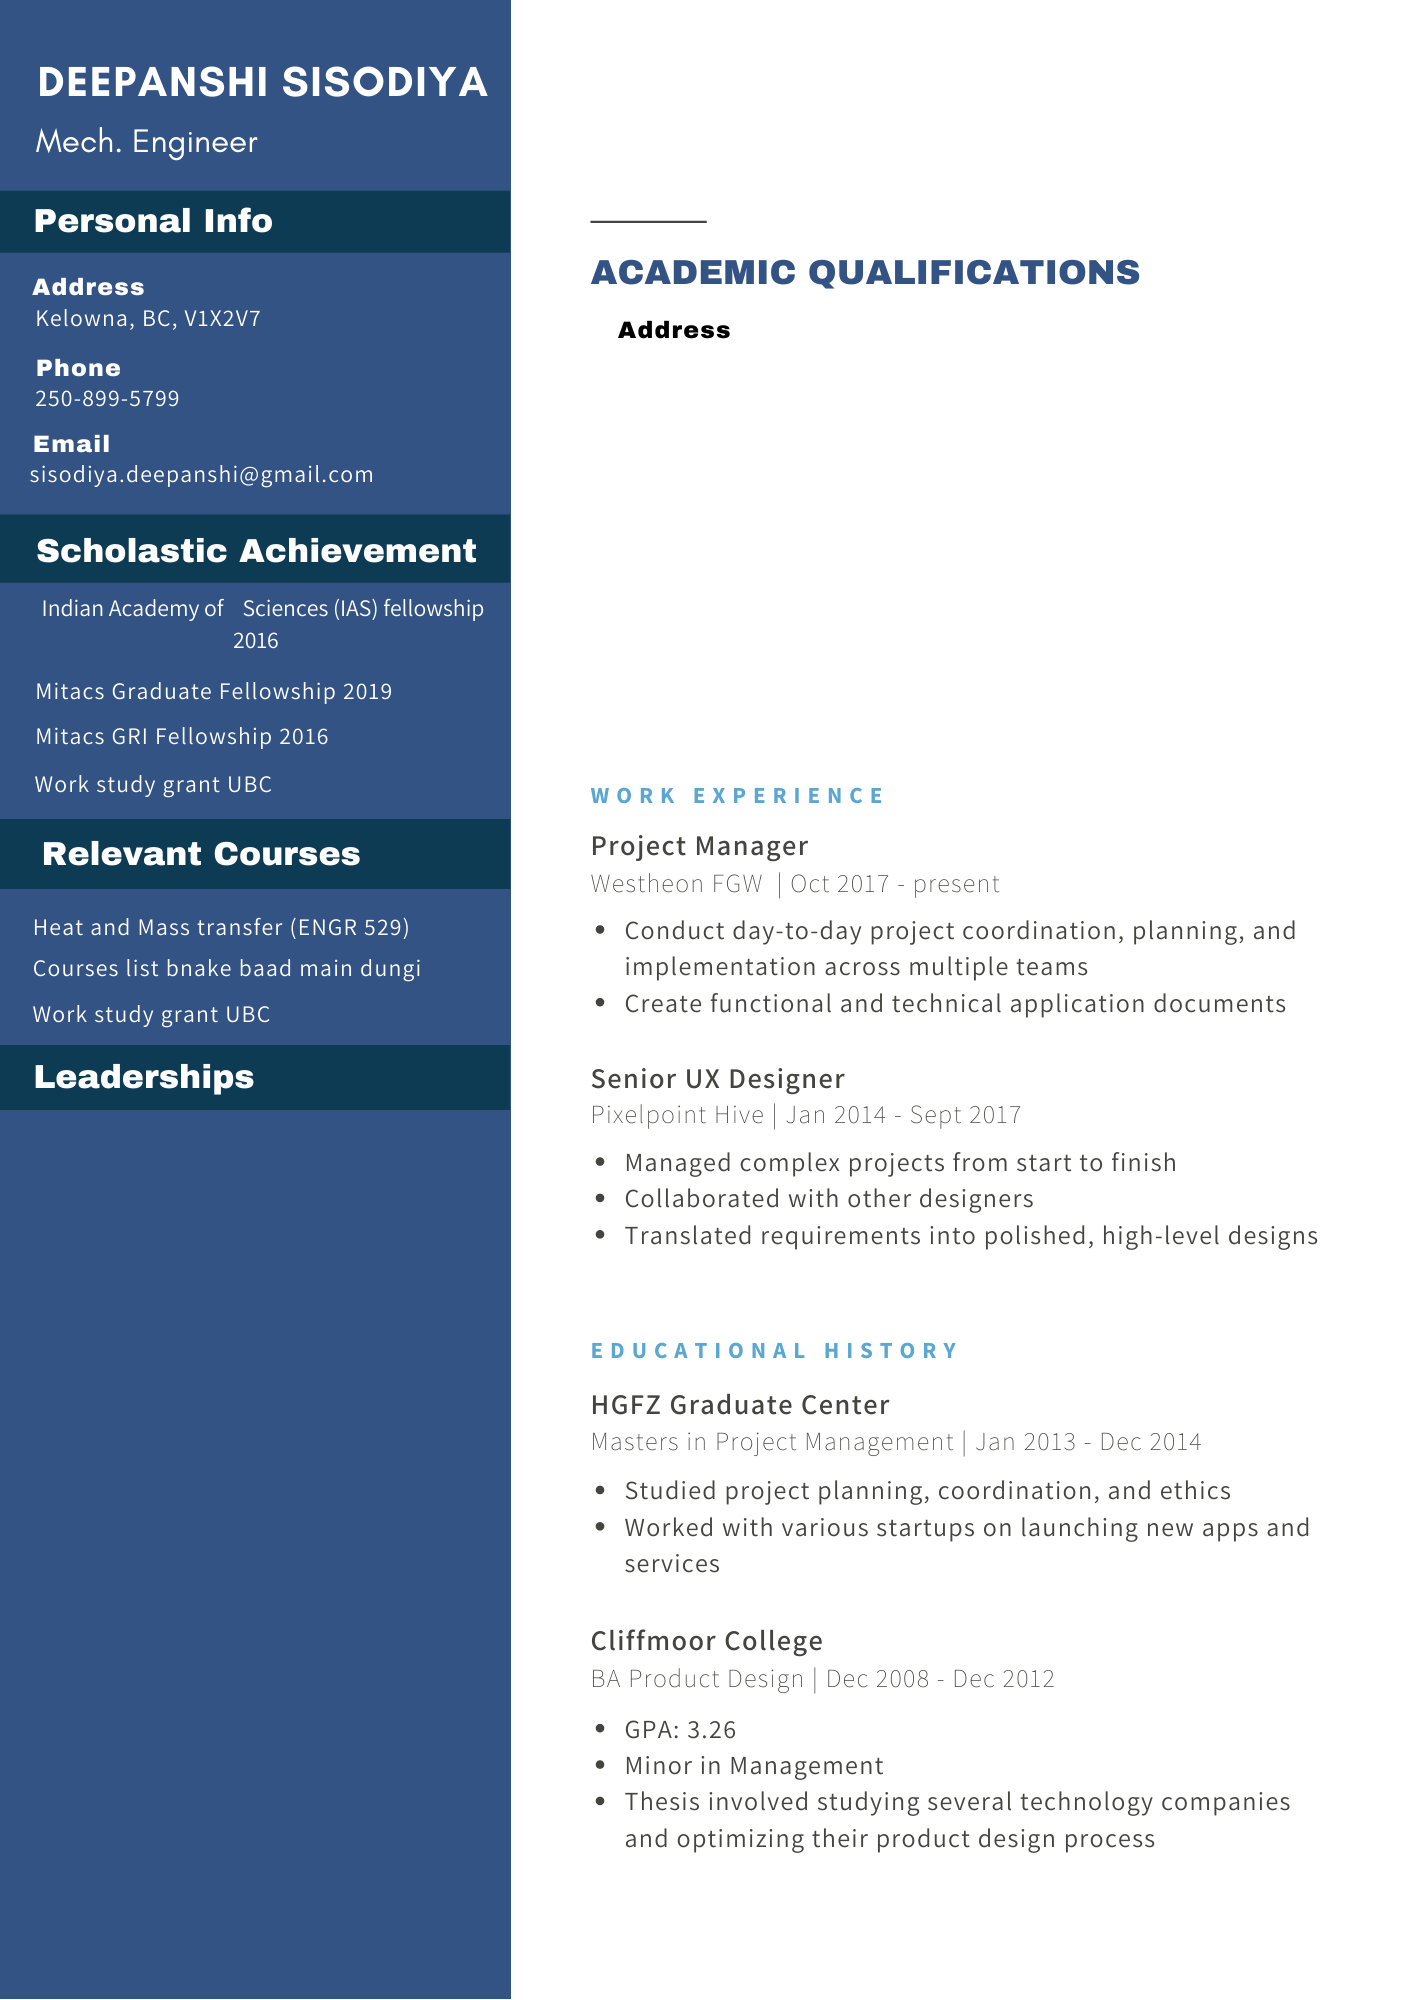 DEEPANSHI SISODIYA
Mech. Engineer
Personal Info
Address
Kelowna, BC, V1X2V7
Phone
250-899-5799
Email
sisodiya.deepanshi@gmail.com
Scholastic Achievement
Indian Academy of Sciences (IAS) fellowship
2016
Mitacs Graduate Fellowship 2019
Mitacs GRI Fellowship 2016
Work study grant UBC
Relevant Courses
Heat and Mass transfer (ENGR 529)
Courses list bnake baad main dungi
Work study grant UBC
Leaderships
ACADEMIC QUALIFICATIONS
Address
WORK EXPERIENCE
Project Manager
Westheon FGW | Oct 2017 - present
• Conduct day-to-day project coordination, planning, and
implementation across multiple teams
• Create functional and technical application documents
Senior UX Designer
Pixelpoint Hive | Jan 2014 - Sept 2017
• Managed complex projects from start to finish
• Collaborated with other designers
• Translated requirements into polished, high-level designs
EDUCATIONAL HISTORY
HGFZ Graduate Center
Masters in Project Management | Jan 2013 - Dec 2014
• Studied project planning, coordination, and ethics
• Worked with various startups on launching new apps and
services
Cliffmoor College
BA Product Design | Dec 2008 - Dec 2012
• GPA: 3.26
• Minor in Management
• Thesis involved studying several technology companies
and optimizing their product design process